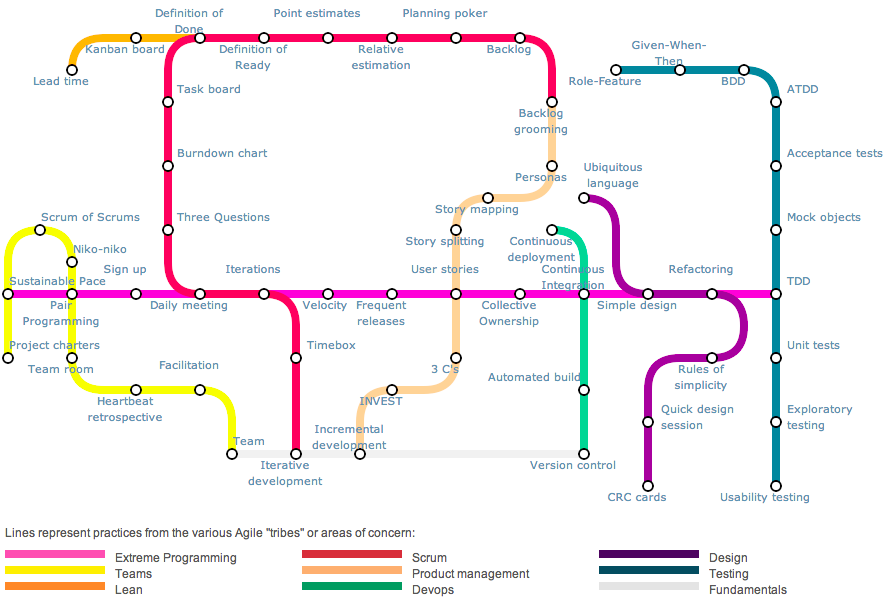 Definition of
Done
Point estimates
Planning poker
Kanban board
Definition of
Ready
Relative
estimation
Backlog
Given-When-
Then
Lead time
Role-Feature
BDD
Task board
ATDD
Backlog
grooming
Burndown chart
Acceptance tests
Personas
Ubiquitous
language
Story mapping
Scrum of Scrums
Three Questions
Mock objects
Niko-niko
Story splitting
Continuous
deployment
Sustainable Pace
Sign up
Iterations
User stories
Continuous
Integration
Refactoring
TDD
Pair
Programming
Daily meeting
Velocity
Frequent
releases
Collective
Ownership
Simple design
Project charters
Timebox
Unit tests
Team room
Facilitation
3 C's
Automated build
Rules of
simplicity
Heartbeat
retrospective
INVEST
Quick design
session
Exploratory
testing
Team
Incremental
development
Iterative
development
Version control
CRC cards
Usability testing
Lines represent practices from the various Agile "tribes" or areas of concern:
Extreme Programming
Scrum
Design
Teams
Product management
Testing
Lean
Devops
Fundamentals